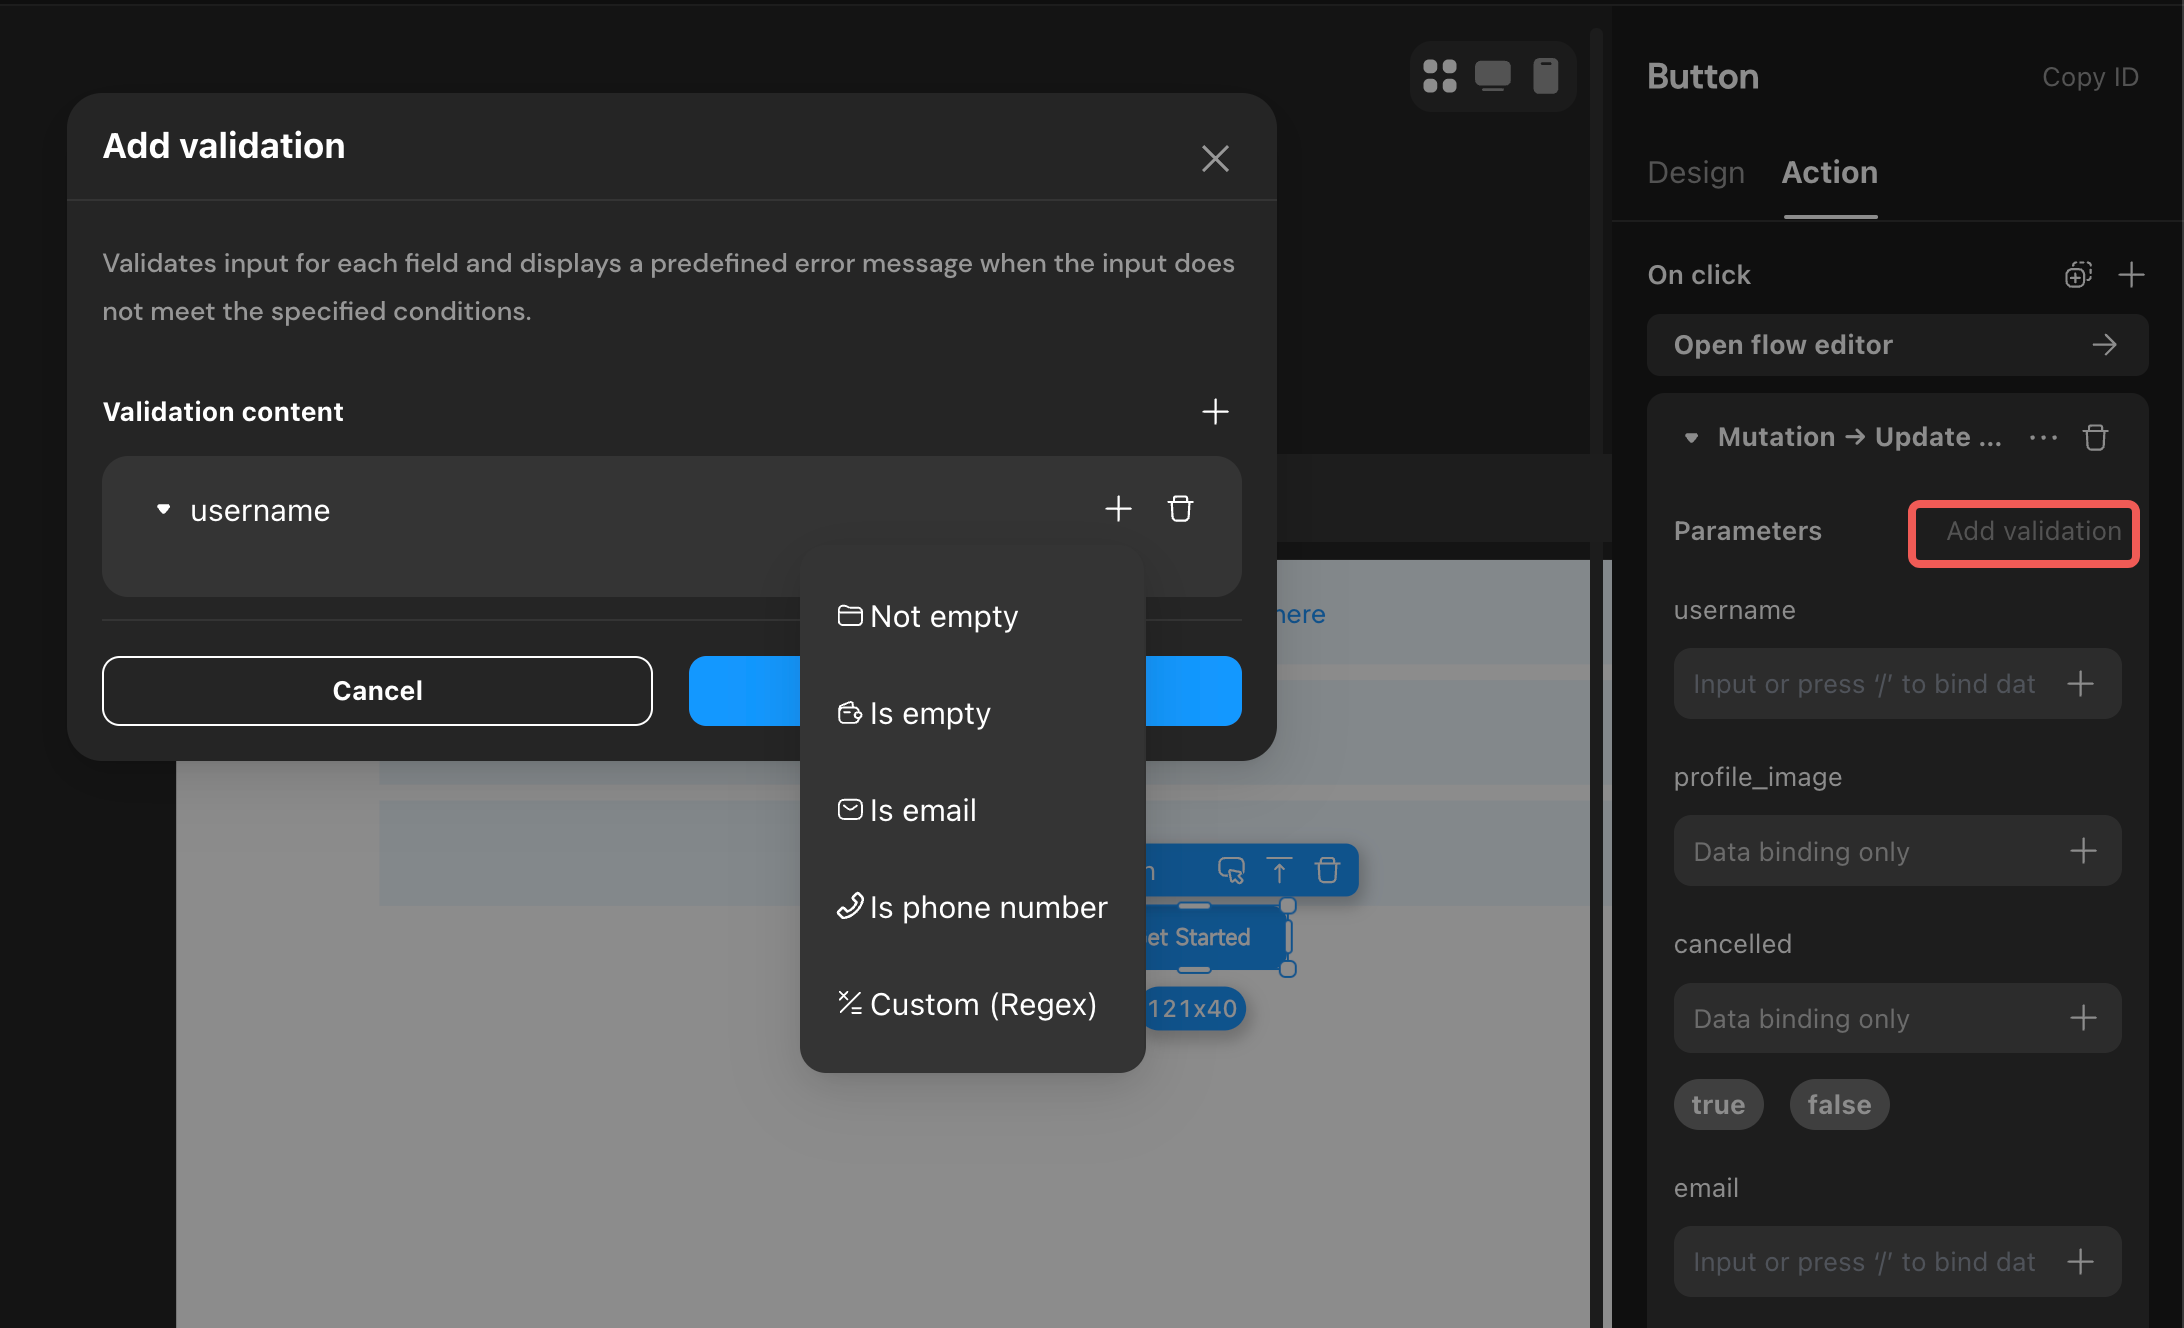 Add validation
Validates input for each field and displays a predefined error message when the input does
not meet the specified conditions.
Validation content
username
Not empty
Is empty
Is email
Is phone number
Custom (Regex)
Cancel
here
et Started
121x40
Button
Copy ID
Design
Action
On click
Open flow editor
Mutation → Update ...
Parameters
Add validation
username
Input or press ‘/’ to bind dat
profile_image
Data binding only
cancelled
Data binding only
true
false
email
Input or press ‘/’ to bind dat